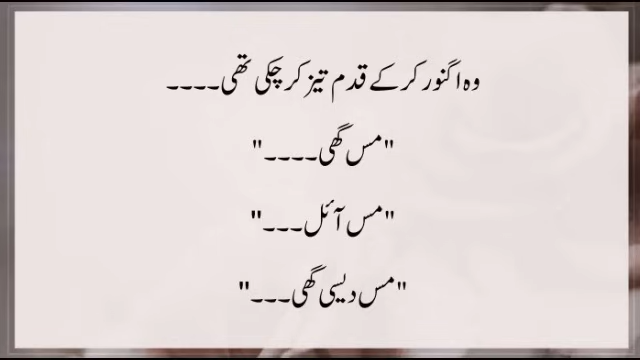 وہ اگنور کر کے قدم تیز کر چکی تھی۔۔۔۔
"مس گھی۔۔۔۔"
"مس آئل۔۔۔"
"مس دیسی گھی۔۔۔"